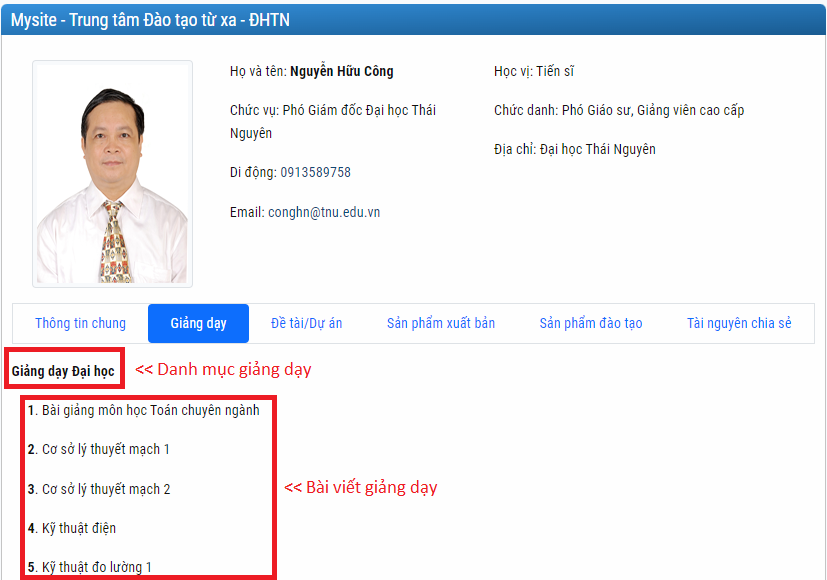 Mysite - Trung tâm Đào tạo từ xa - ĐHTN
Họ và tên: Nguyễn Hữu Công
Học vị: Tiến sĩ
Chức vụ: Phó Giám đốc Đại học Thái
Nguyên
Chức danh: Phó Giáo sư, Giảng viên cao cấp
Địa chỉ: Đại học Thái Nguyên
Di động: 0913589758
Email: conghn@tnu.edu.vn
Thông tin chung Giảng dạy Đề tài/Dự án Sản phẩm xuất bản Sản phẩm đào tạo Tài nguyên chia sẻ
Giảng dạy Đại học << Danh mục giảng dạy
1. Bài giảng môn học Toán chuyên ngành
2. Cơ sở lý thuyết mạch 1
3. Cơ sở lý thuyết mạch 2
<< Bài viết giảng dạy
4. Kỹ thuật điện
5. Kỹ thuật đo lường 1